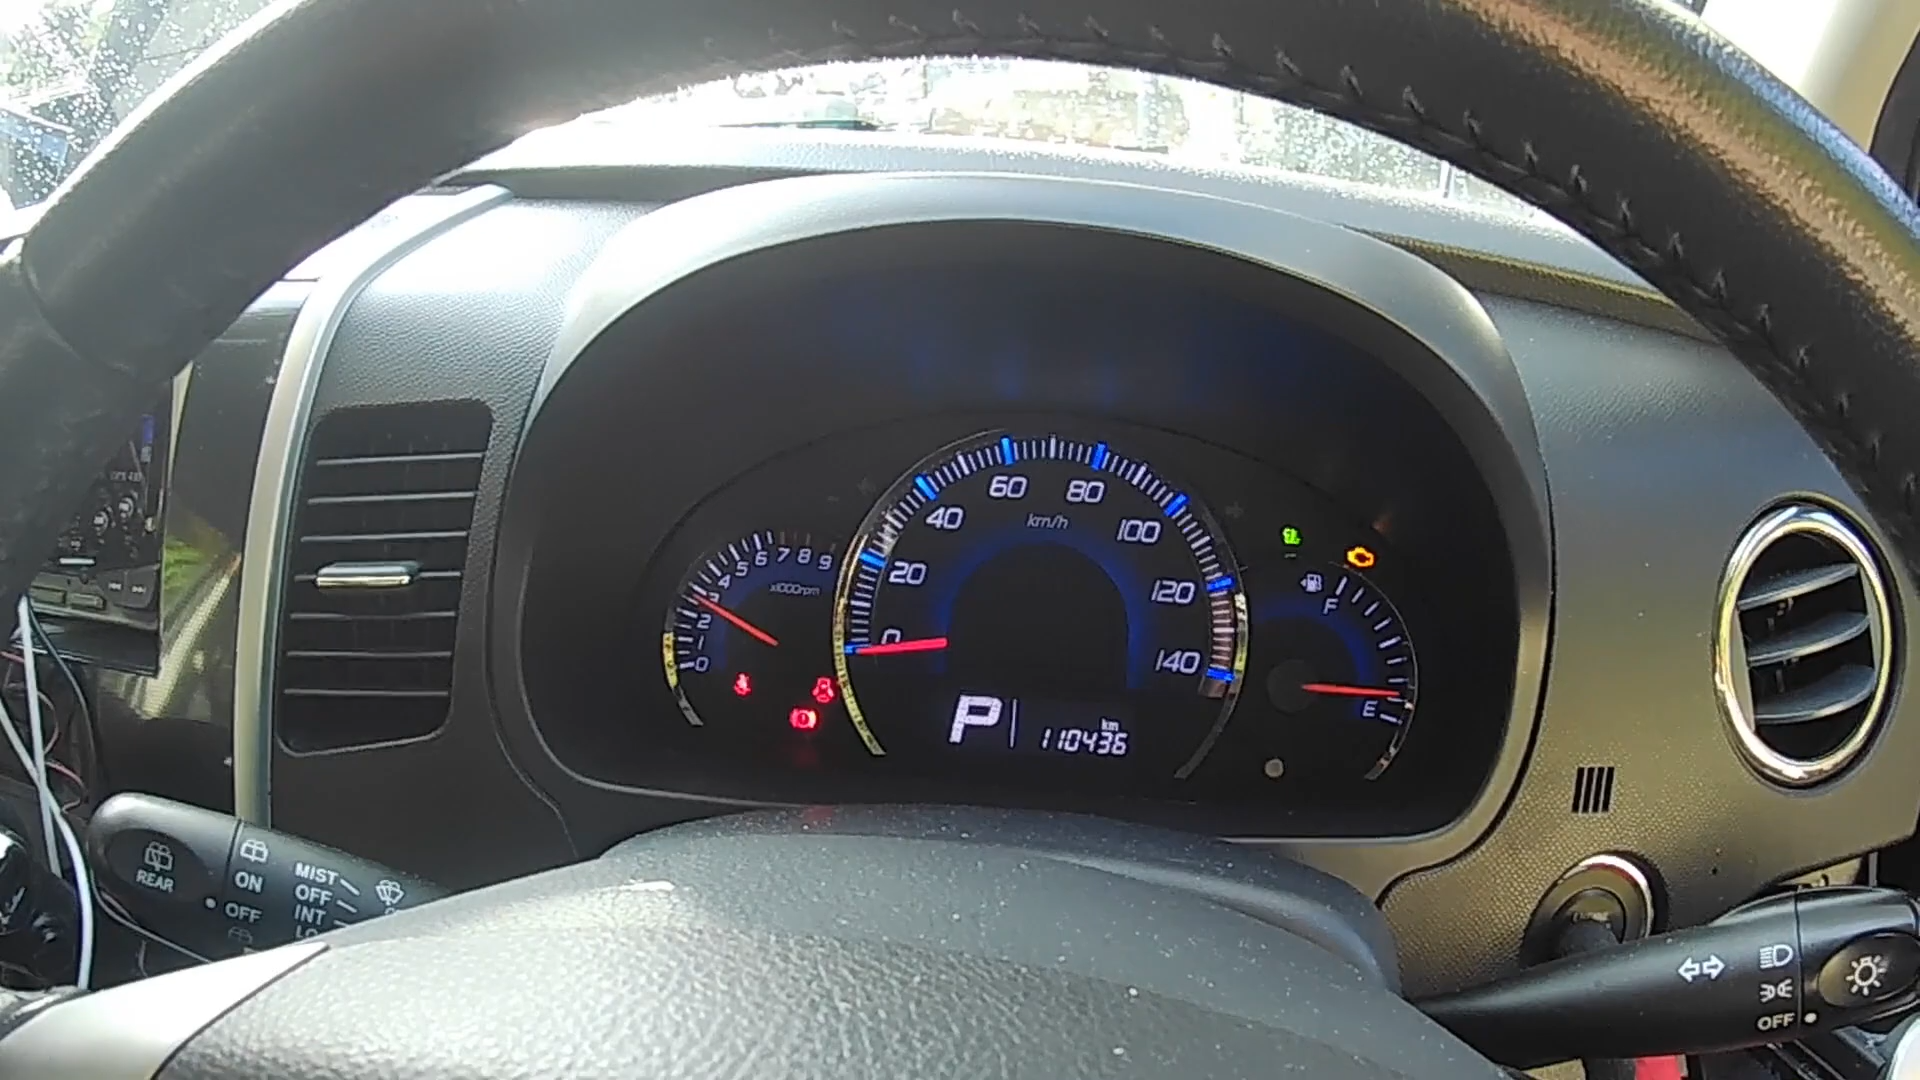 60 80
40 km/h 100
20 120
0 140
0 1 2 3 4 5 6 7 8 9
x1000rpm
F
E
P
km
110436
REAR
ON
OFF
MIST
OFF
INT
OFF